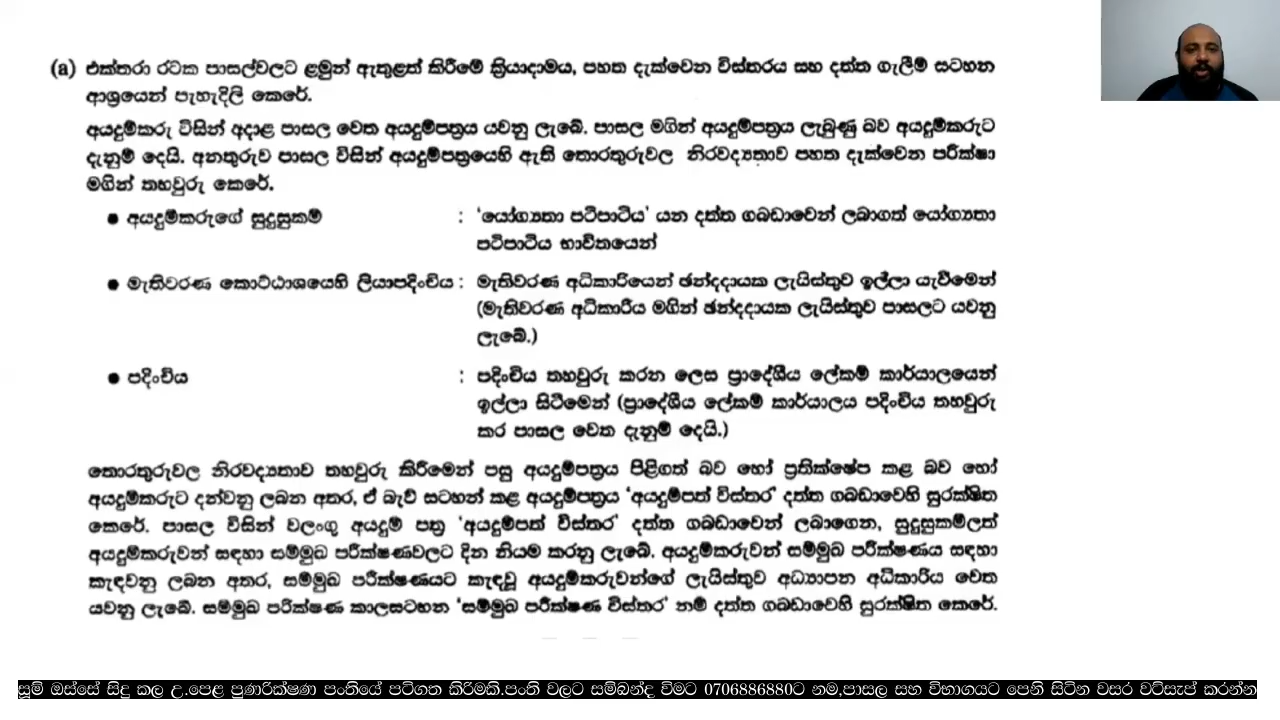 (a) එක්තරා රටක පාසල්වලට ළමුන් ඇතුළත් කිරීමේ ක්‍රියාදාමය, පහත දැක්වෙන විස්තරය සහ දත්ත ගැලීම් සටහන
ආශ්‍රයෙන් පැහැදිලි කෙරේ.
අයදුම්කරු විසින් අදාළ පාසල වෙත අයදුම්පත්‍රය යවනු ලැබේ. පාසල මගින් අයදුම්පත්‍රය ලැබුණු බව අයදුම්කරුට
දැනුම් දෙයි. අනතුරුව පාසල විසින් අයදුම්පත්‍රයෙහි ඇති තොරතුරුවල නිරවද්‍යතාව පහත දැක්වෙන පරීක්ෂා
මගින් තහවුරු කෙරේ.
● අයදුම්කරුගේ සුදුසුකම් : 'යෝග්‍යතා පටිපාටිය' යන දත්ත ගබඩාවෙන් ලබාගත් යෝග්‍යතා
පටිපාටිය භාවිතයෙන්
● මැතිවරණ කොට්ඨාශයෙහි ලියාපදිංචිය : මැතිවරණ අධිකාරියෙන් ඡන්දදායක ලැයිස්තුව ඉල්ලා යැවීමෙන්
(මැතිවරණ අධිකාරිය මගින් ඡන්දදායක ලැයිස්තුව පාසලට යවනු
ලැබේ.)
● පදිංචිය : පදිංචිය තහවුරු කරන ලෙස ප්‍රාදේශීය ලේකම් කාර්යාලයෙන්
ඉල්ලා සිටීමෙන් (ප්‍රාදේශීය ලේකම් කාර්යාලය පදිංචිය තහවුරු
කර පාසල වෙත දැනුම් දෙයි.)
තොරතුරුවල නිරවද්‍යතාව තහවුරු කිරීමෙන් පසු අයදුම්පත්‍රය පිළිගත් බව හෝ ප්‍රතික්ෂේප කළ බව හෝ
අයදුම්කරුට දන්වනු ලබන අතර, ඒ බැව් සටහන් කළ අයදුම්පත්‍රය 'අයදුම්පත් විස්තර' දත්ත ගබඩාවෙහි සුරක්ෂිත
කෙරේ. පාසල විසින් වලංගු අයදුම් පත්‍ර 'අයදුම්පත් විස්තර' දත්ත ගබඩාවෙන් ලබාගෙන, සුදුසුකම්ලත්
අයදුම්කරුවන් සඳහා සම්මුඛ පරීක්ෂණවලට දින නියම කරනු ලැබේ. අයදුම්කරුවන් සම්මුඛ පරීක්ෂණය සඳහා
කැඳවනු ලබන අතර, සම්මුඛ පරීක්ෂණයට කැඳවූ අයදුම්කරුවන්ගේ ලැයිස්තුව අධ්‍යාපන අධිකාරිය වෙත
යවනු ලැබේ. සම්මුඛ පරීක්ෂණ කාලසටහන 'සම්මුඛ පරීක්ෂණ විස්තර' නම් දත්ත ගබඩාවෙහි සුරක්ෂිත කෙරේ.
සූම් ඔස්සේ සිදු කල උ.පෙළ පුණරික්ෂණ පංතියේ පටිගත කිරිමකි.පංති වලට සම්බන්ද විමට 0706886880ට නම,පාසල සහ විභාගයට පෙනි සිටින වසර වට්සැප් කරන්න